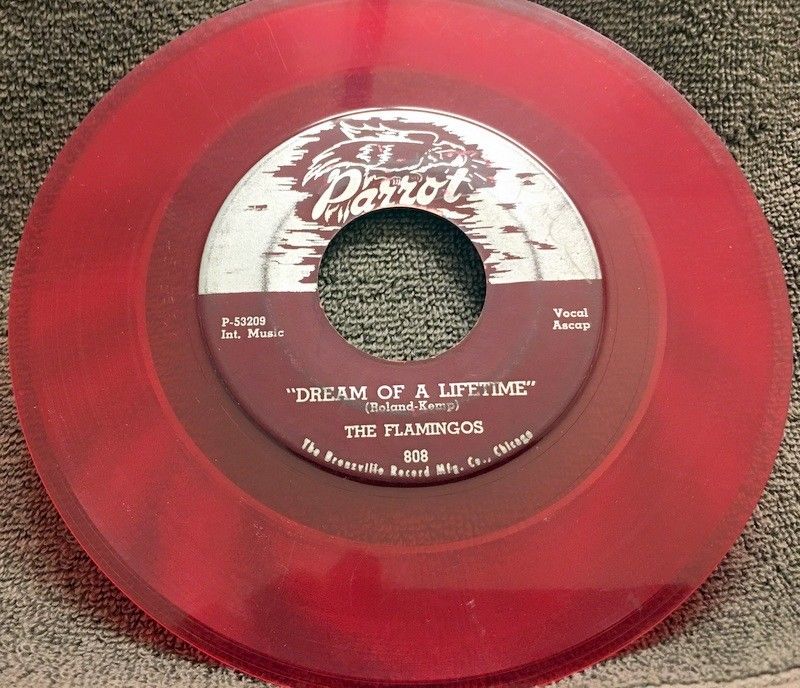 Parrot
P-53209
Int. Music
Vocal
Ascap
"DREAM OF A LIFETIME"
(Roland-Kemp)
THE FLAMINGOS
808
The Bronzville Record Mfg. Co., Chicago